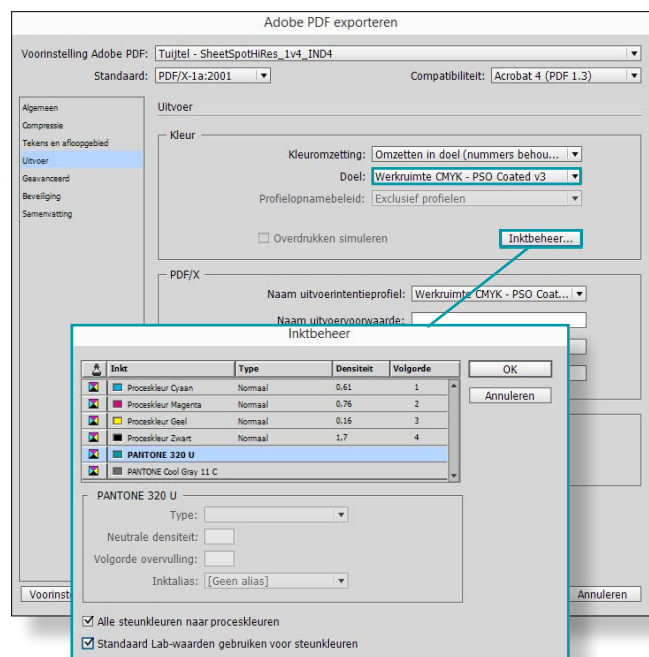 Adobe PDF exporteren
Voorinstelling Adobe PDF: Tuijtel - SheetSpotHiRes_1v4_IND4
Standaard: PDF/X-1a:2001 Compatibiliteit: Acrobat 4 (PDF 1.3)
Algemeen
Compressie
Tekens en afloopgebied
Uitvoer
Geavanceerd
Beveiliging
Samenvatting
Uitvoer
Kleur
Kleuromzetting: Omzetten in doel (nummers behou...
Doel: Werkruimte CMYK - PSO Coated v3
Profielopnamebeleid: Exclusief profielen
Overdrukken simuleren Inktbeheer...
PDF/X
Naam uitvoerintentieprofiel: Werkruimte CMYK - PSO Coat...
Naam uitvoervoorwaarde:
Inktbeheer
Inkt Type Densiteit Volgorde
Proceskleur Cyaan Normaal 0,61 1
Proceskleur Magenta Normaal 0,76 2
Proceskleur Geel Normaal 0,16 3
Proceskleur Zwart Normaal 1,7 4
PANTONE 320 U
PANTONE Cool Gray 11 C
OK
Annuleren
PANTONE 320 U
Type:
Neutrale densiteit:
Volgorde overvulling:
Inktalias: [Geen alias]
Voorinst
Annuleren
Alle steunkleuren naar proceskleuren
Standaard Lab-waarden gebruiken voor steunkleuren